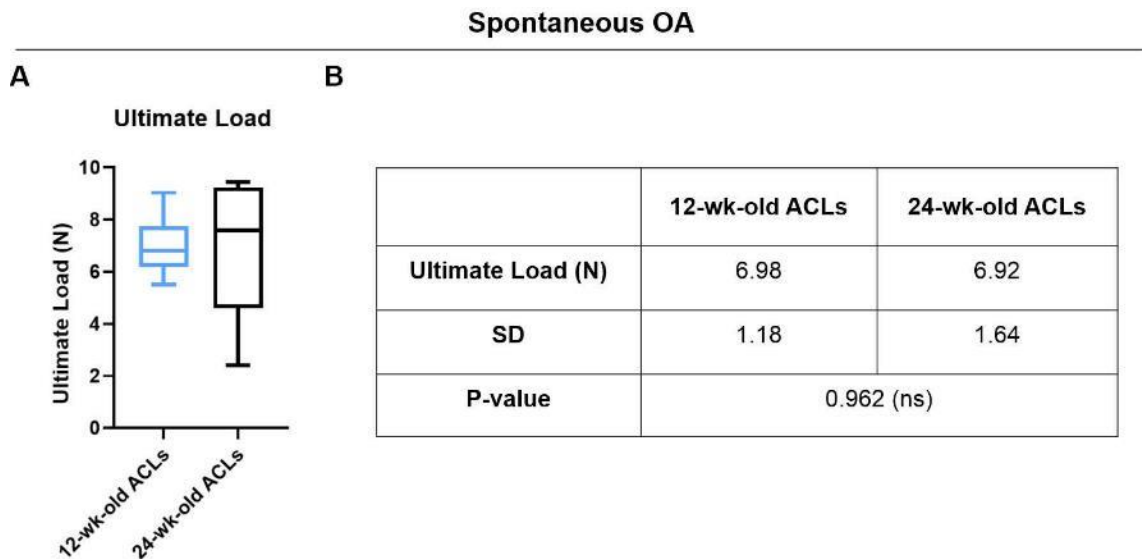 Spontaneous OA
A
B
Ultimate Load
Ultimate Load (N)
10
8
6
4
2
0
12-wk-old ACLs
24-wk-old ACLs
12-wk-old ACLs 24-wk-old ACLs
Ultimate Load (N) 6.98 6.92
SD 1.18 1.64
P-value 0.962 (ns)